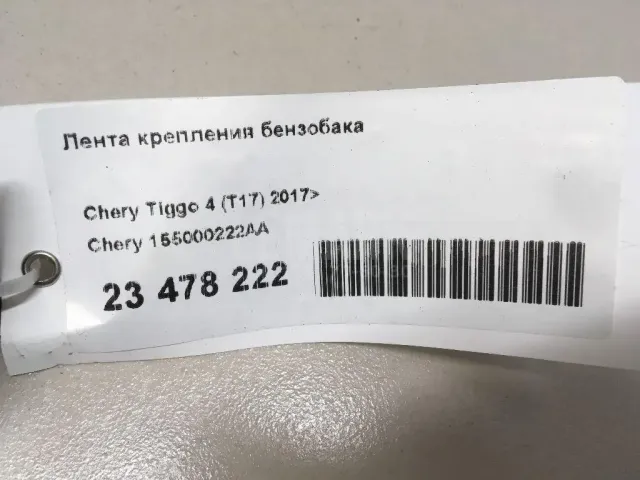 Лента крепления бензобака
Chery Tiggo 4 (T17) 2017>
Chery 155000222AA
23 478 222